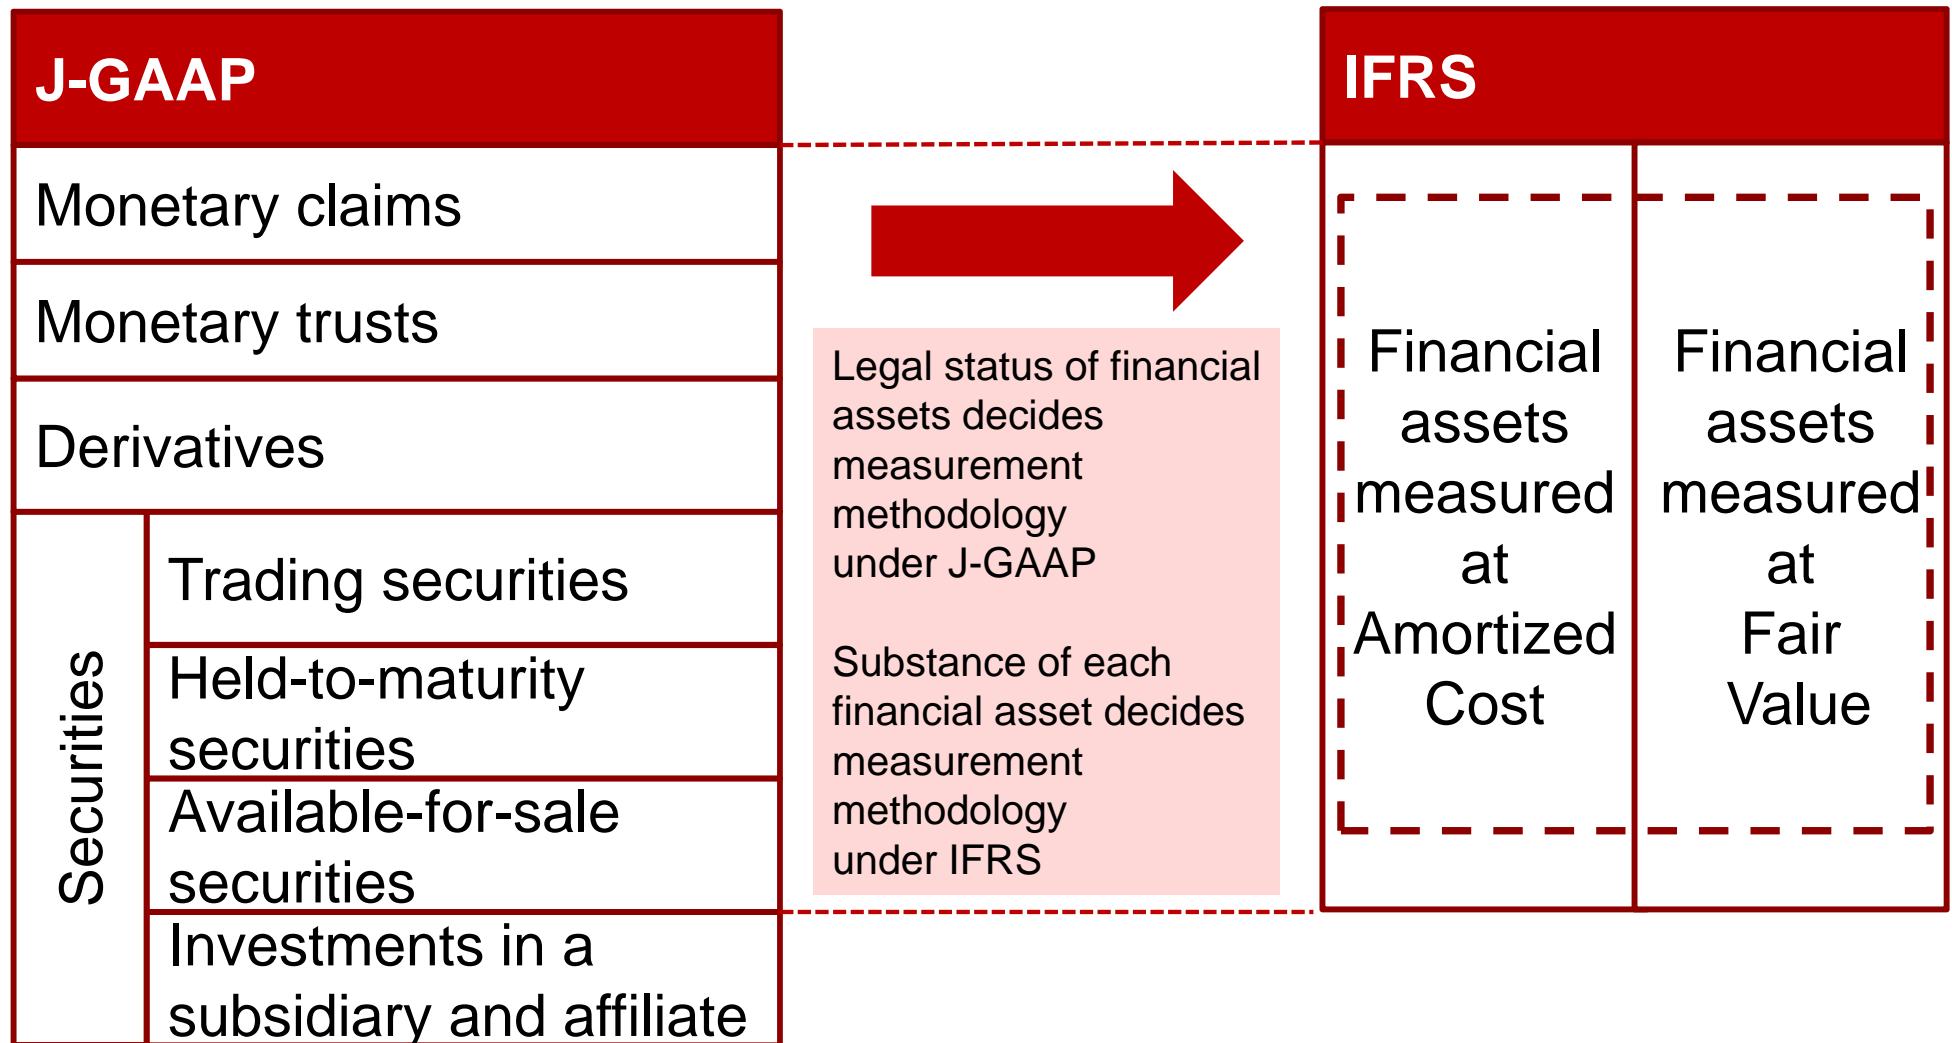 J-GAAP
Monetary claims
Monetary trusts
Derivatives
Securities
Trading securities
Held-to-maturity
securities
Available-for-sale
securities
Investments in a
subsidiary and affiliate
Legal status of financial
assets decides
measurement
methodology
under J-GAAP
Substance of each
financial asset decides
measurement
methodology
under IFRS
IFRS
Financial
assets
measured
at
Amortized
Cost
Financial
assets
measured
at
Fair
Value